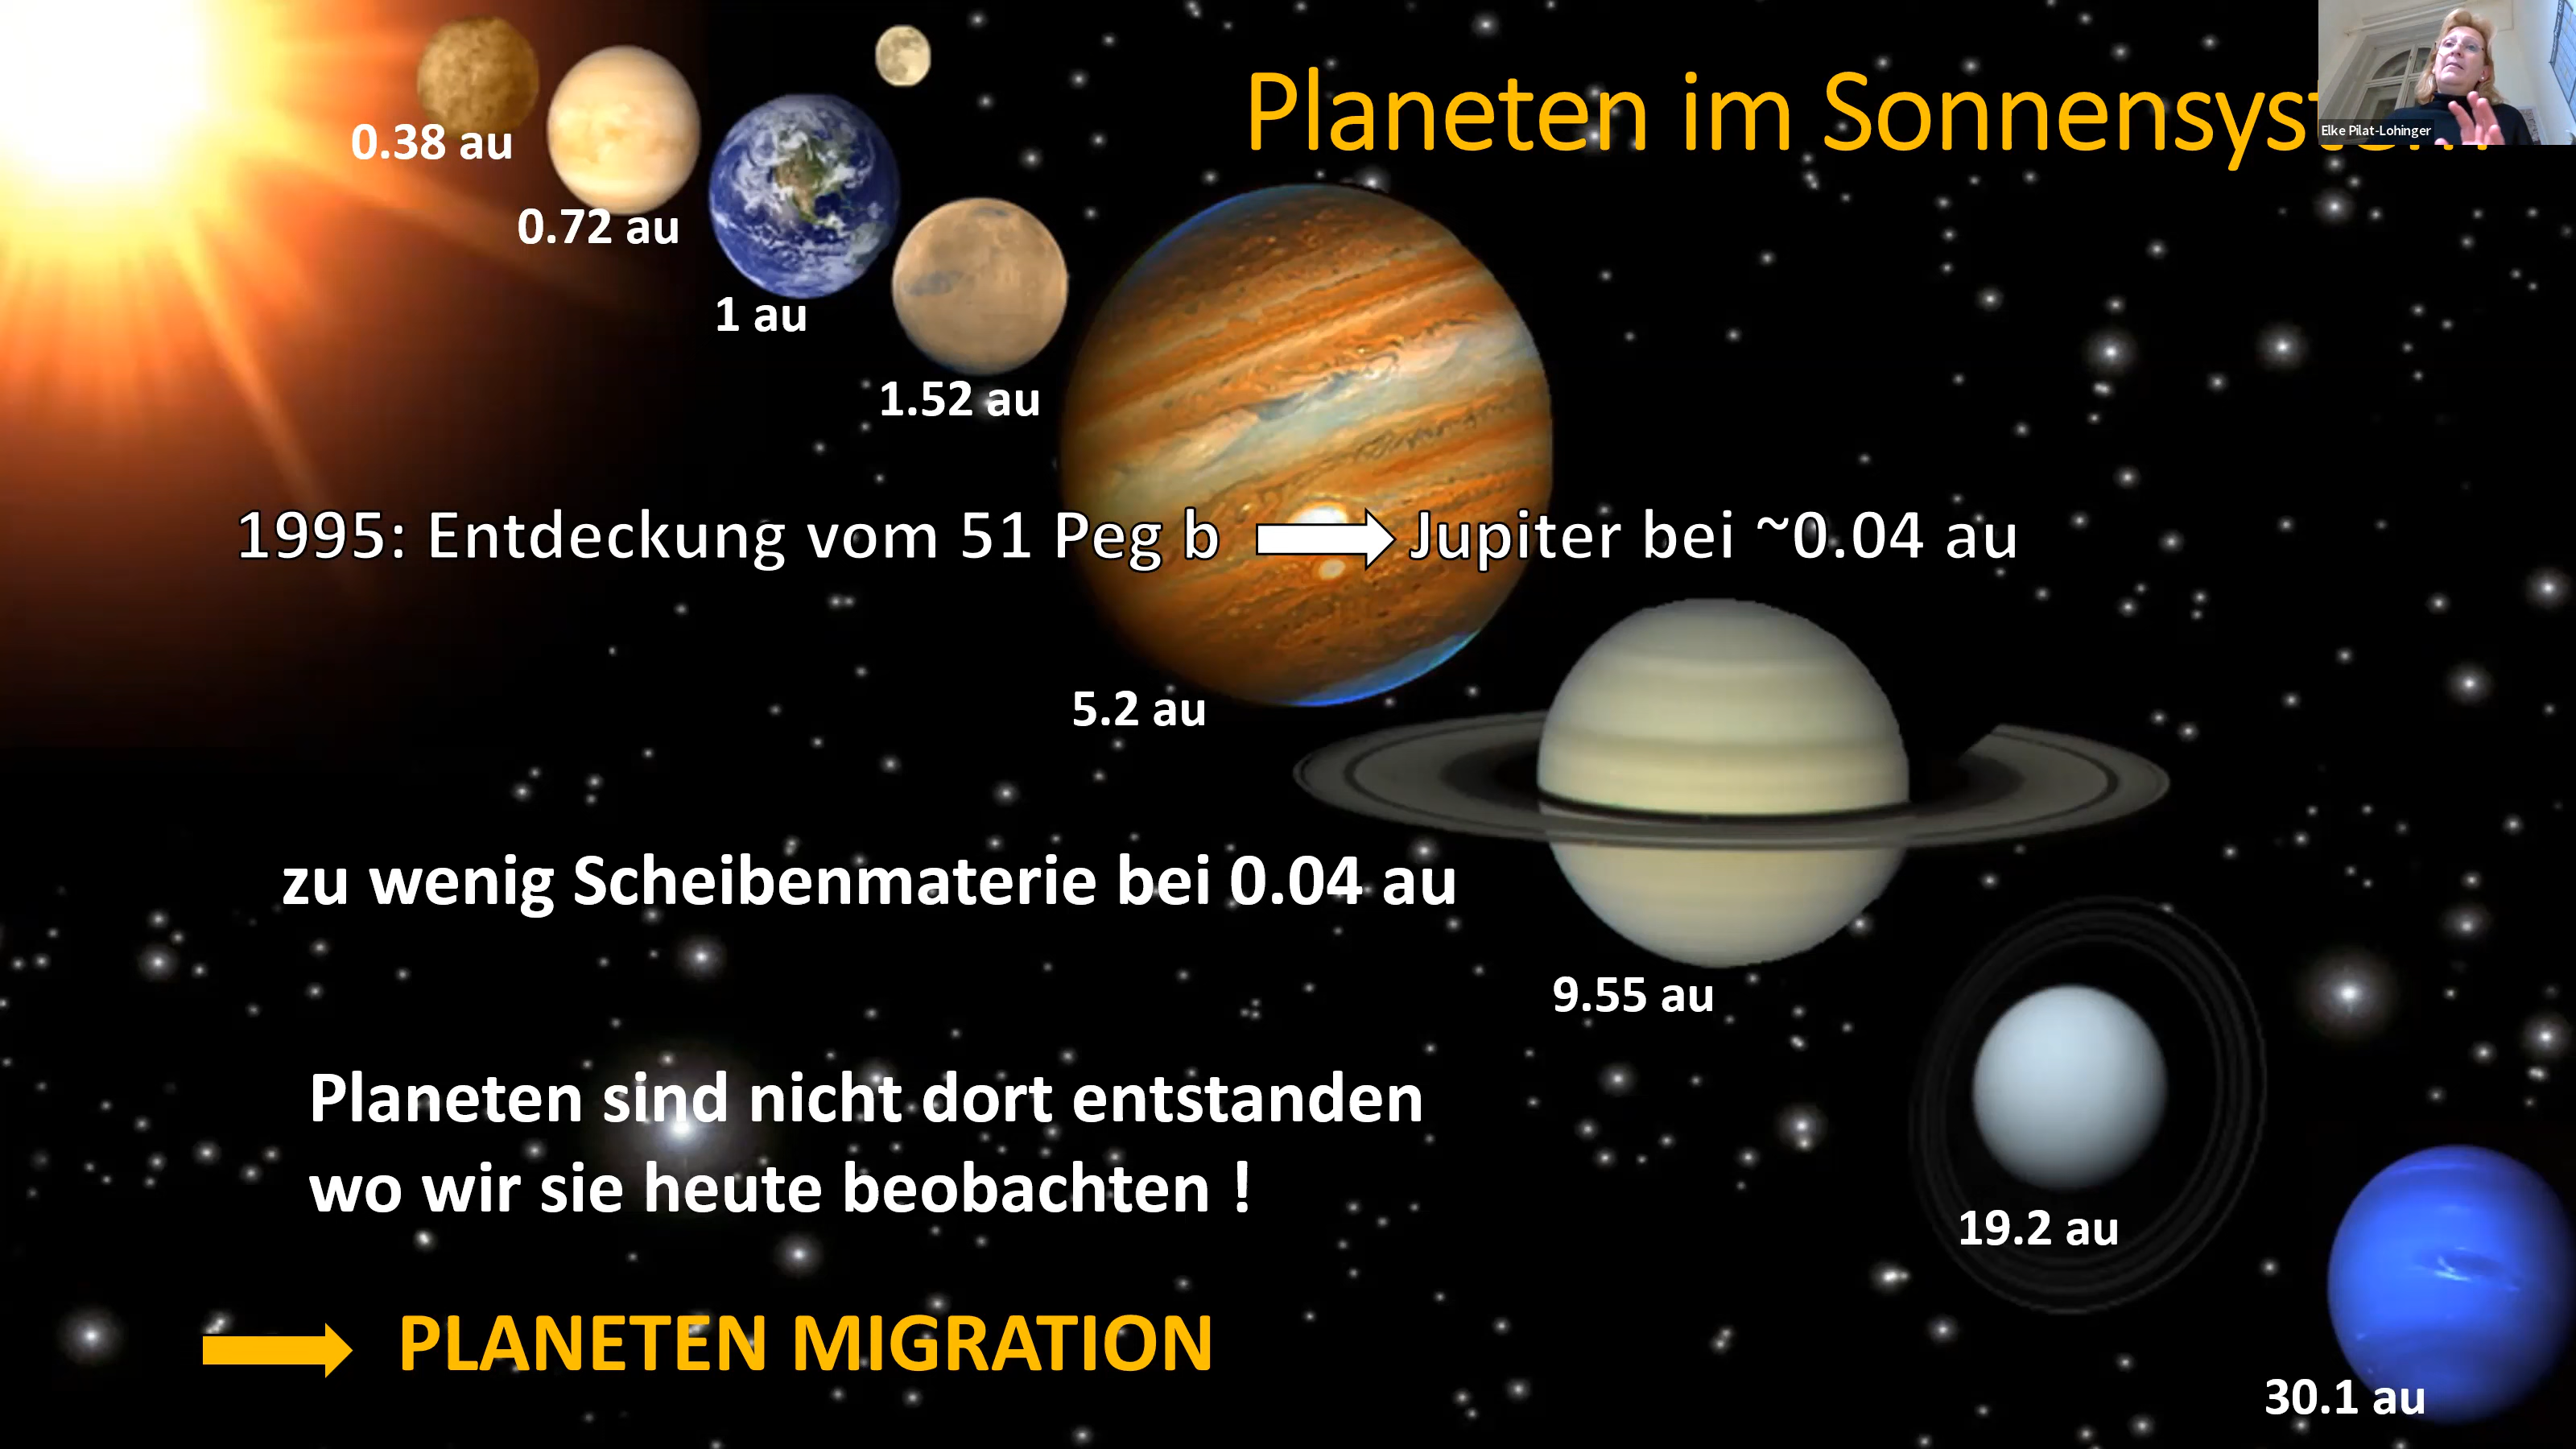 Planeten im Sonnensystem
Elke Pilat-Lohinger
0.38 au
0.72 au
1 au
1.52 au
1995: Entdeckung vom 51 Peg b
Jupiter bei ~0.04 au
5.2 au
zu wenig Scheibenmaterie bei 0.04 au
9.55 au
Planeten sind nicht dort entstanden
wo wir sie heute beobachten !
19.2 au
PLANETEN MIGRATION
30.1 au